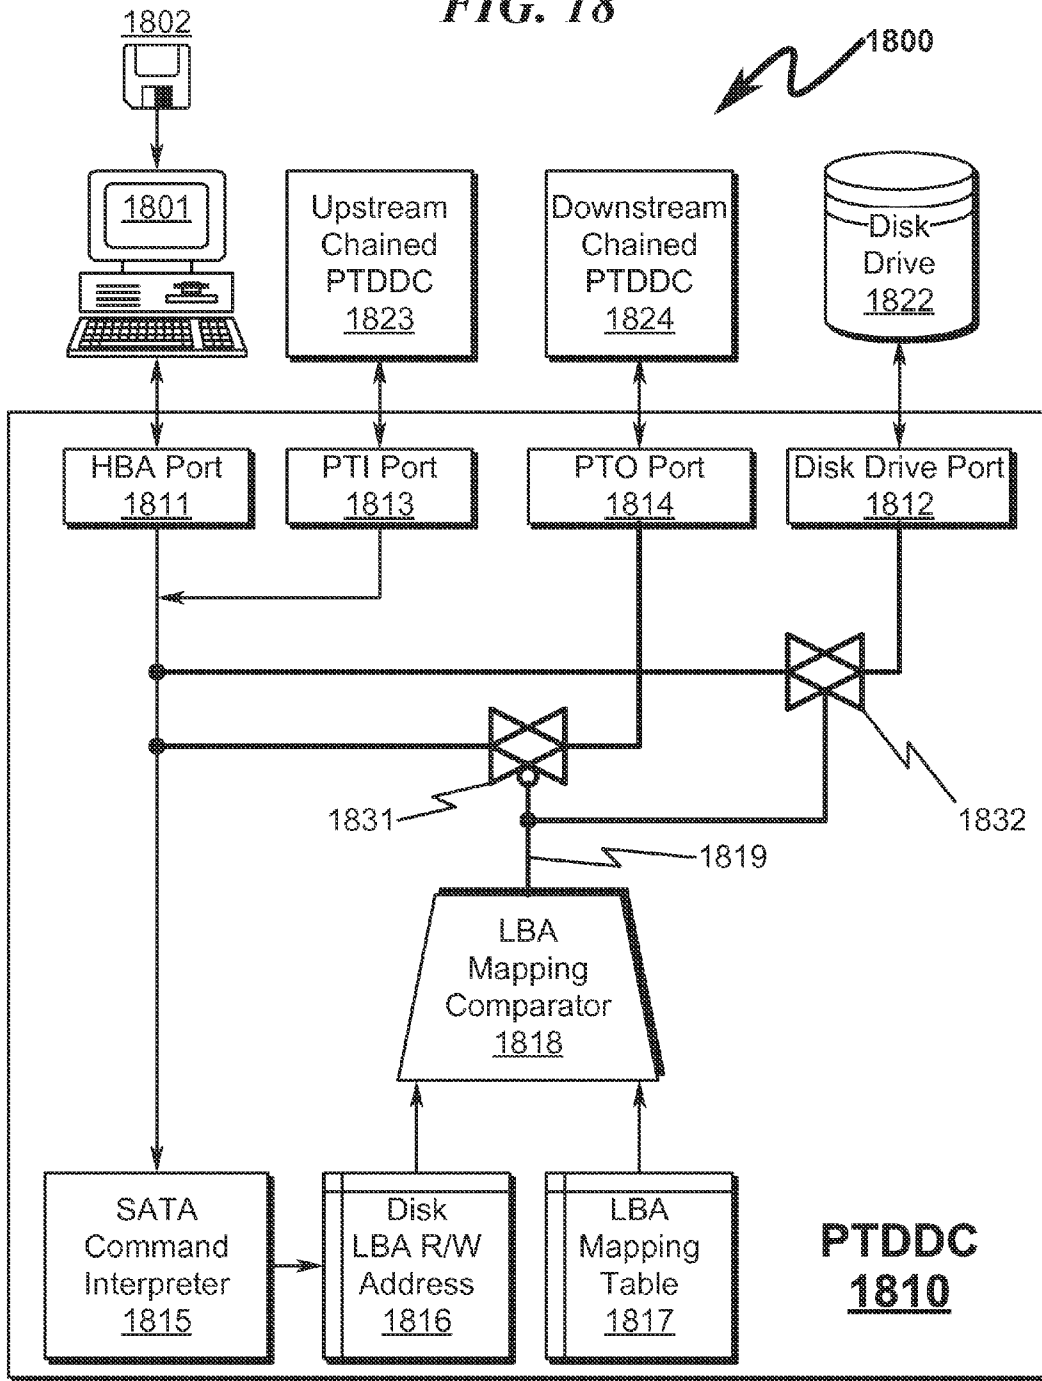 FIG. 18
1802
1800
1801
Upstream
Chained
PTDDC
1823
Downstream
Chained
PTDDC
1824
Disk
Drive
1822
HBA Port
1811
PTI Port
1813
PTO Port
1814
Disk Drive Port
1812
1831
1832
1819
LBA
Mapping
Comparator
1818
SATA
Command
Interpreter
1815
Disk
LBA R/W
Address
1816
LBA
Mapping
Table
1817
PTDDC
1810